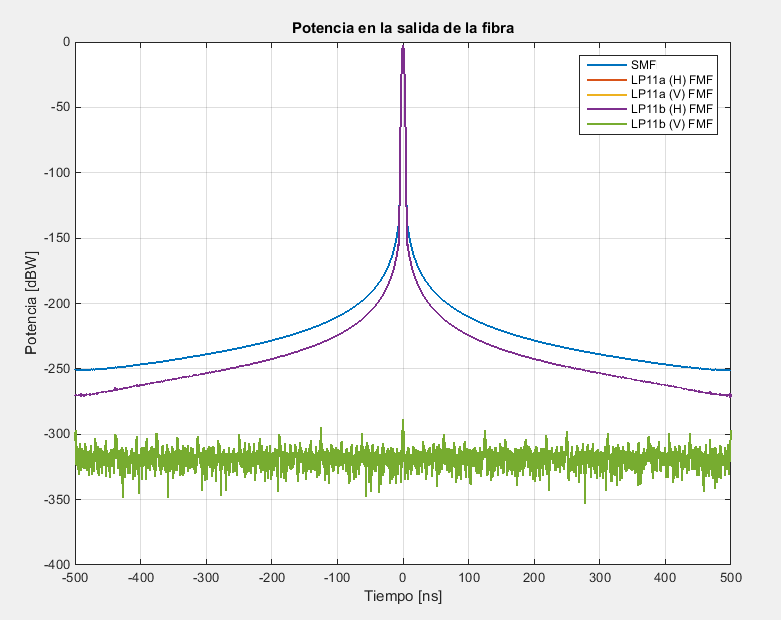 Potencia en la salida de la fibra
SMF
LP11a (H) FMF
LP11a (V) FMF
LP11b (H) FMF
LP11b (V) FMF
Potencia [dBW]
0
-50
-100
-150
-200
-250
-300
-350
-400
-500
-400
-300
-200
-100
0
100
200
300
400
500
Tiempo [ns]